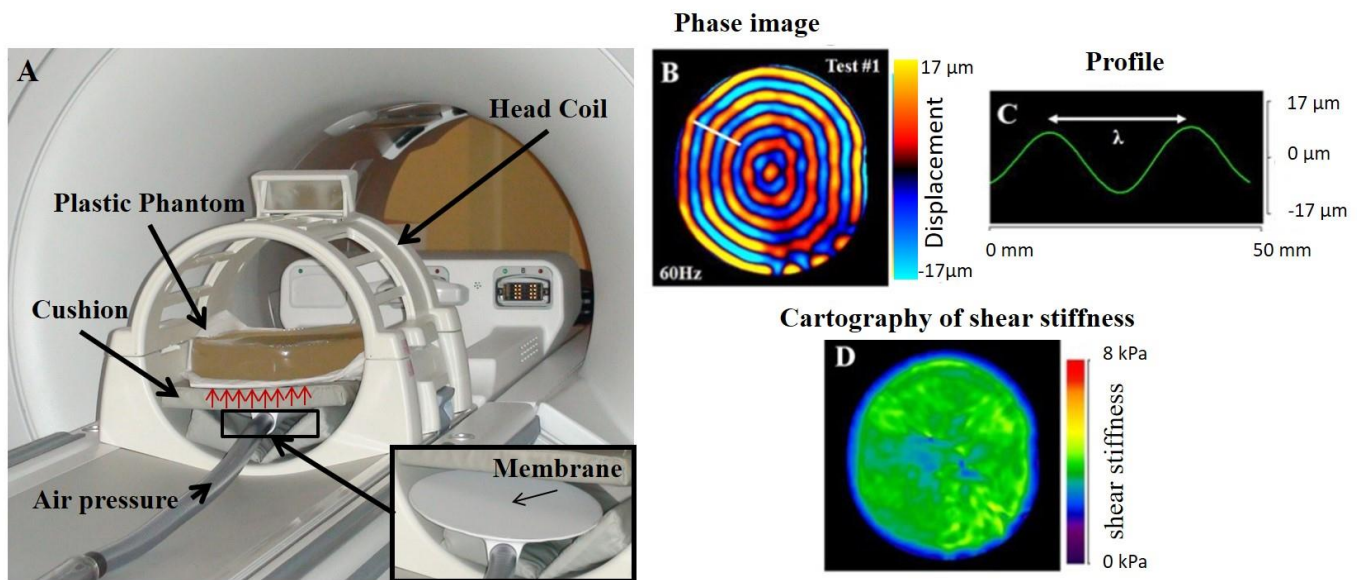 A
Head Coil
Plastic Phantom
Cushion
Air pressure
Membrane
Phase image
B
Test #1
60Hz
17 µm
Displacement
-17µm
Profile
C
λ
17 µm
0 µm
-17 µm
0 mm
50 mm
Cartography of shear stiffness
D
8 kPa
shear stiffness
0 kPa